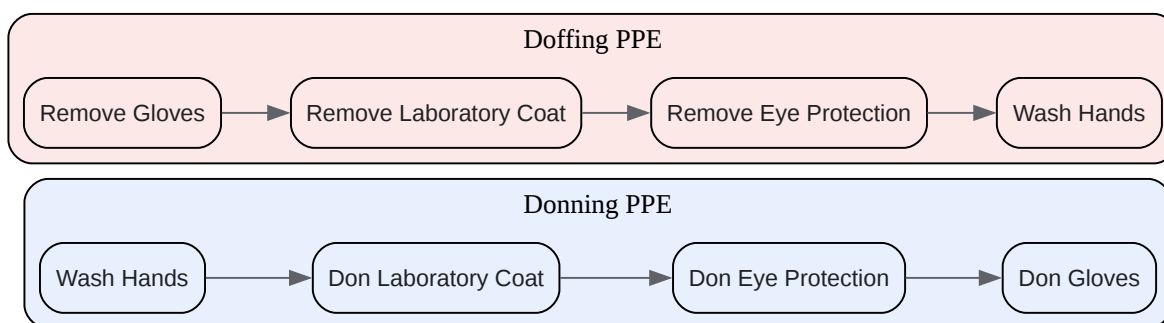 Doffing PPE
Remove Gloves
Remove Laboratory Coat
Remove Eye Protection
Wash Hands
Donning PPE
Wash Hands
Don Laboratory Coat
Don Eye Protection
Don Gloves